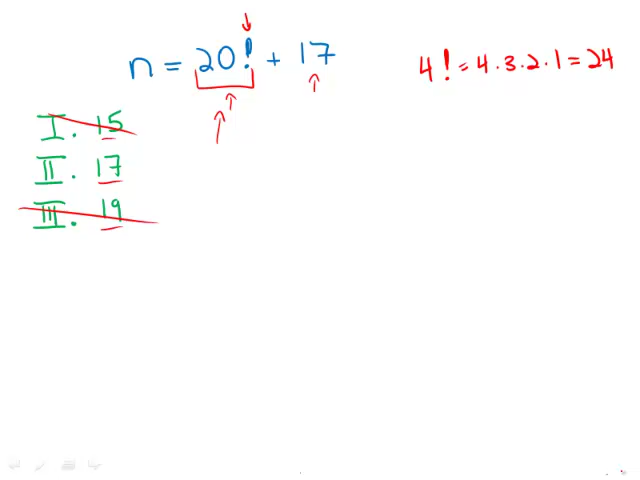 n = 20! + 17
4! = 4·3·2·1 = 24
I. 15
II. 17
III. 19